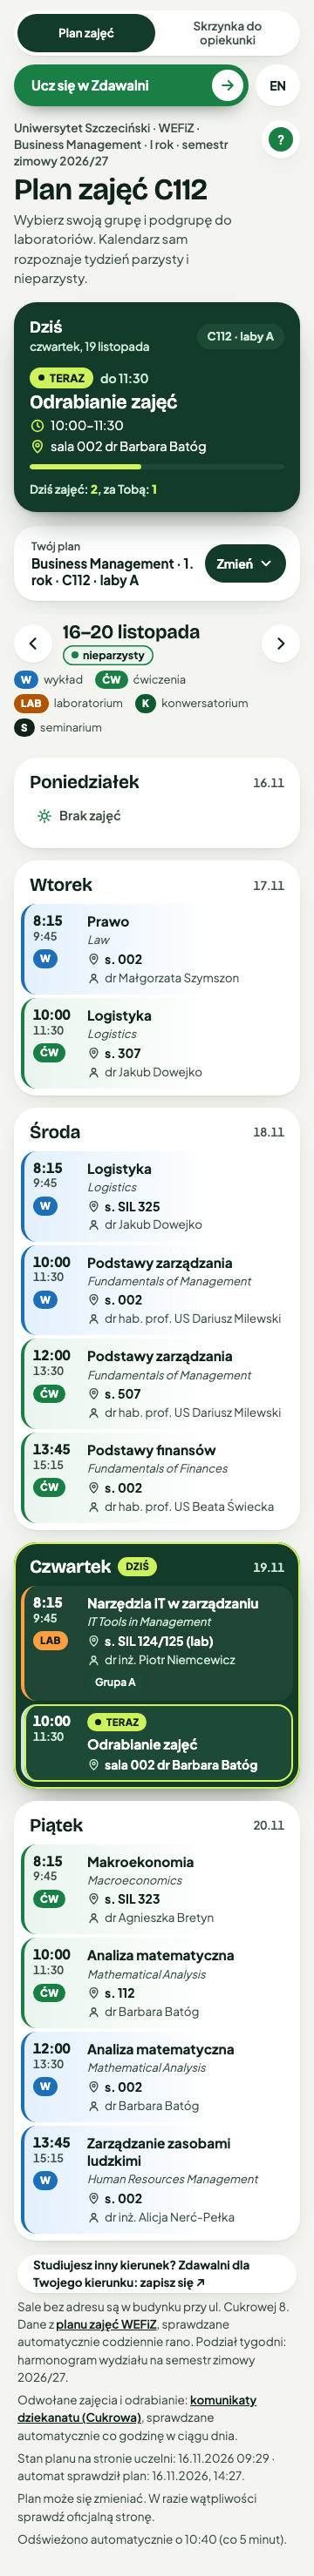 Plan zajęć
Skrzynka do
opiekunki
Ucz się w Zdawalni
EN
Uniwersytet Szczeciński · WEFiZ ·
Business Management · I rok · semestr
zimowy 2026/27
?
Plan zajęć C112
Wybierz swoją grupę i podgrupę do
laboratoriów. Kalendarz sam
rozpoznaje tydzień parzysty i
nieparzysty.
Dziś
czwartek, 19 listopada
C112 · laby A
TERAZ do 11:30
Odrabianie zajęć
10:00–11:30
sala 002 dr Barbara Batóg
Dziś zajęć: 2, za Tobą: 1
Twój plan
Business Management · 1.
rok · C112 · laby A
Zmień
16–20 listopada
nieparzysty
W wykład ĆW ćwiczenia
LAB laboratorium K konwersatorium
S seminarium
Poniedziałek 16.11
Brak zajęć
Wtorek 17.11
8:15 Prawo
9:45 Law
W s. 002
dr Małgorzata Szymszon
10:00 Logistyka
11:30 Logistics
ĆW s. 307
dr Jakub Dowejko
Środa 18.11
8:15 Logistyka
9:45 Logistics
W s. SIL 325
dr Jakub Dowejko
10:00 Podstawy zarządzania
11:30 Fundamentals of Management
W s. 002
dr hab. prof. US Dariusz Milewski
12:00 Podstawy zarządzania
13:30 Fundamentals of Management
ĆW s. 507
dr hab. prof. US Dariusz Milewski
13:45 Podstawy finansów
15:15 Fundamentals of Finances
ĆW s. 002
dr hab. prof. US Beata Świecka
Czwartek DZIŚ 19.11
8:15 Narzędzia IT w zarządzaniu
9:45 IT Tools in Management
LAB s. SIL 124/125 (lab)
dr inż. Piotr Niemcewicz
Grupa A
10:00 TERAZ
11:30 Odrabianie zajęć
sala 002 dr Barbara Batóg
Piątek 20.11
8:15 Makroekonomia
9:45 Macroeconomics
ĆW s. SIL 323
dr Agnieszka Bretyn
10:00 Analiza matematyczna
11:30 Mathematical Analysis
ĆW s. 112
dr Barbara Batóg
12:00 Analiza matematyczna
13:30 Mathematical Analysis
W s. 002
dr Barbara Batóg
13:45 Zarządzanie zasobami
15:15 ludzkimi
W Human Resources Management
s. 002
dr inż. Alicja Nerć-Pełka
Studiujesz inny kierunek? Zdawalni dla
Twojego kierunku: zapisz się ↗
Sale bez adresu są w budynku przy ul. Cukrowej 8.
Dane z planu zajęć WEFiZ, sprawdzane
automatycznie codziennie rano. Podział tygodni:
harmonogram wydziału na semestr zimowy
2026/27.
Odwołane zajęcia i odrabianie: komunikaty
dziekanatu (Cukrowa), sprawdzane
automatycznie co godzinę w ciągu dnia.
Stan planu na stronie uczelni: 16.11.2026 09:29 ·
automat sprawdził plan: 16.11.2026, 14:27.
Plan może się zmieniać. W razie wątpliwości
sprawdź oficjalną stronę.
Odświeżono automatycznie o 10:40 (co 5 minut).